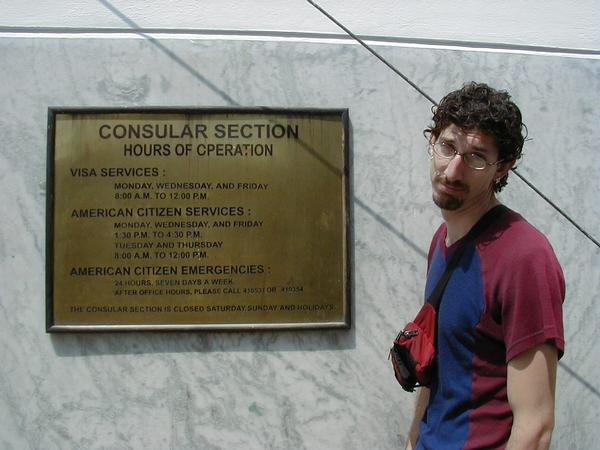 CONSULAR SECTION
HOURS OF CPERATION
VISA SERVICES :
MONDAY, WEDNESDAY, AND FRIDAY
8:00 A.M. TO 12:00 P.M.
AMERICAN CITIZEN SERVICES :
MONDAY, WEDNESDAY, AND FRIDAY
1:30 P.M. TO 4:30 P.M.
TUESDAY AND THURSDAY
8:00 A.M. TO 12:00 P.M.
AMERICAN CITIZEN EMERGENCIES :
24 HOURS, SEVEN DAYS A WEEK.
AFTER OFFICE HOURS, PLEASE CALL 410531 OR 410354
THE CONSULAR SECTION IS CLOSED SATURDAY, SUNDAY AND HOLIDAYS